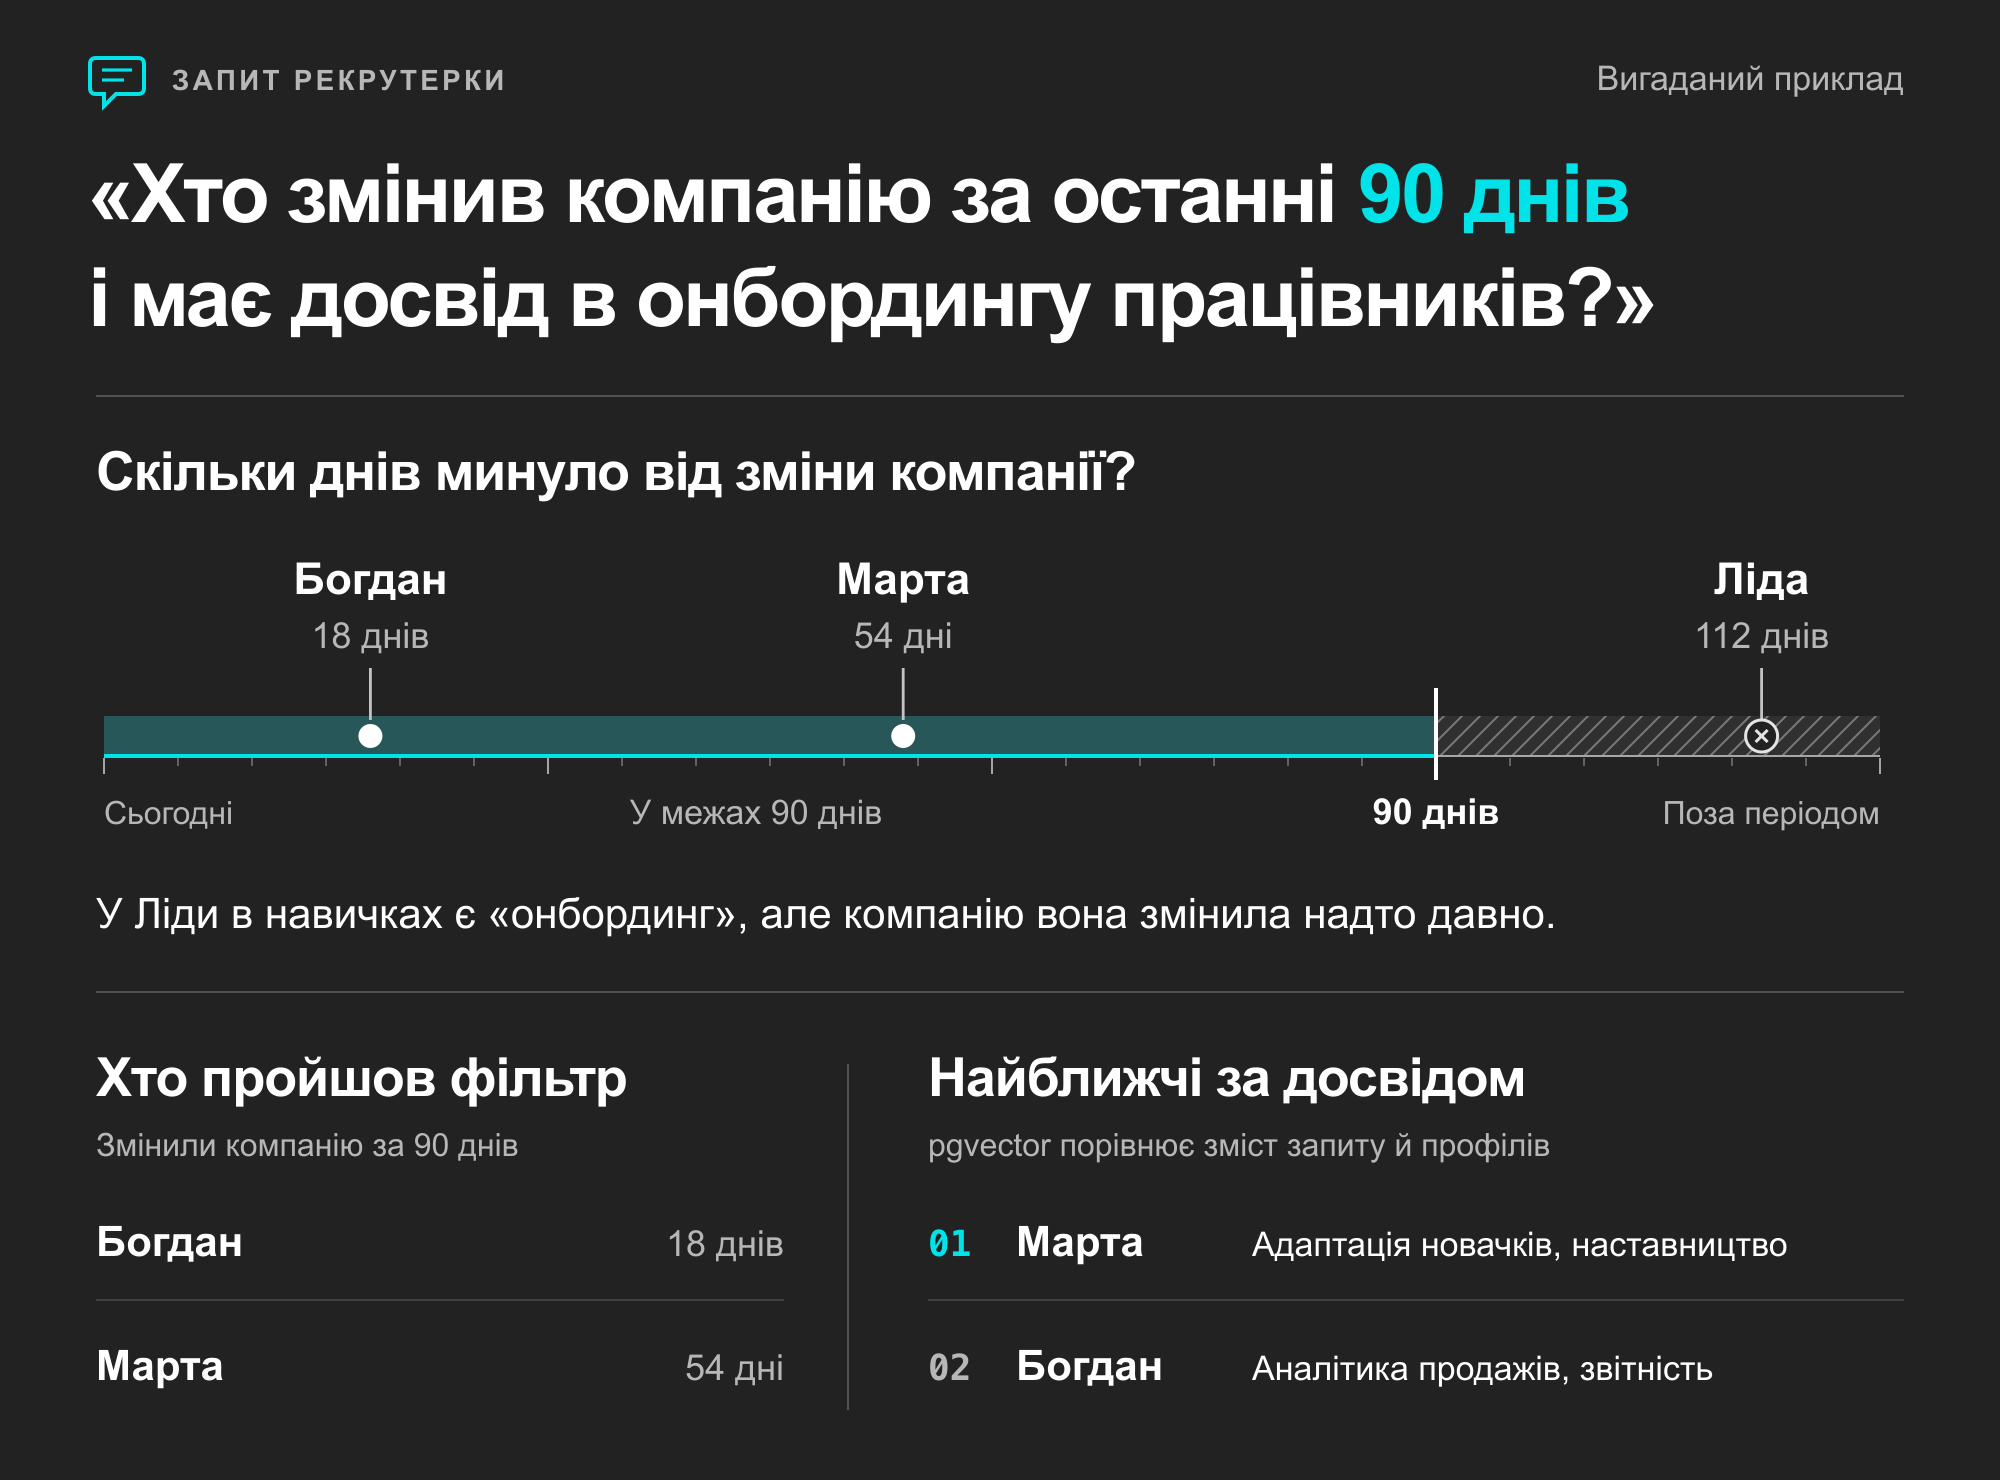 ЗАПИТ РЕКРУТЕРКИ
Вигаданий приклад
«Хто змінив компанію за останні 90 днів
і має досвід в онбордингу працівників?»
Скільки днів минуло від зміни компанії?
Богдан
18 днів
Марта
54 дні
Ліда
112 днів
Сьогодні
У межах 90 днів
90 днів
Поза періодом
У Ліди в навичках є «онбординг», але компанію вона змінила надто давно.
Хто пройшов фільтр
Змінили компанію за 90 днів
Богдан 18 днів
Марта 54 дні
Найближчі за досвідом
pgvector порівнює зміст запиту й профілів
01 Марта Адаптація новачків, наставництво
02 Богдан Аналітика продажів, звітність